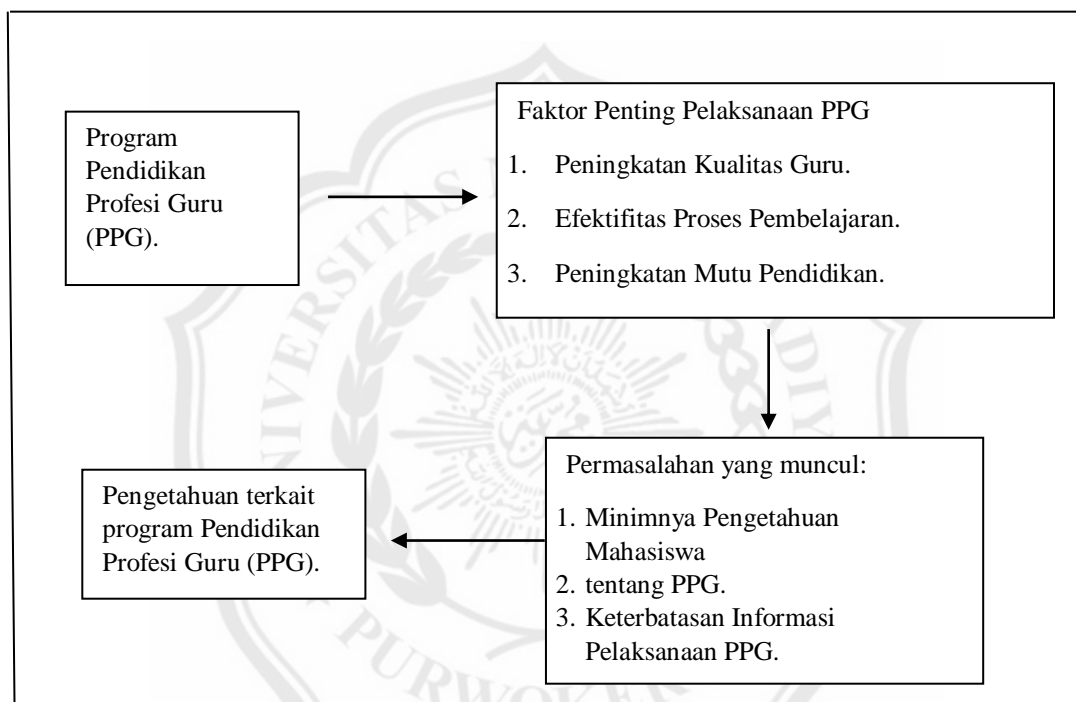 Program
Pendidikan
Profesi Guru
(PPG).
Faktor Penting Pelaksanaan PPG
1. Peningkatan Kualitas Guru.
2. Efektifitas Proses Pembelajaran.
3. Peningkatan Mutu Pendidikan.
Permasalahan yang muncul:
1. Minimnya Pengetahuan
Mahasiswa
2. tentang PPG.
3. Keterbatasan Informasi
Pelaksanaan PPG.
Pengetahuan terkait
program Pendidikan
Profesi Guru (PPG).